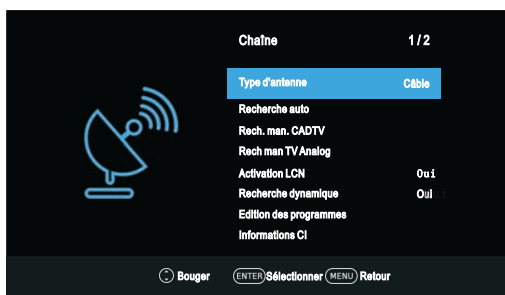 Chaîne 1/2
Type d'antenne Câble
Recherche auto
Rech. man. CADTV
Rech man TV Analog
Activation LCN Oui
Recherche dynamique Oui
Edition des programmes
Informations CI
Bouger ENTER Sélectionner MENU Retour